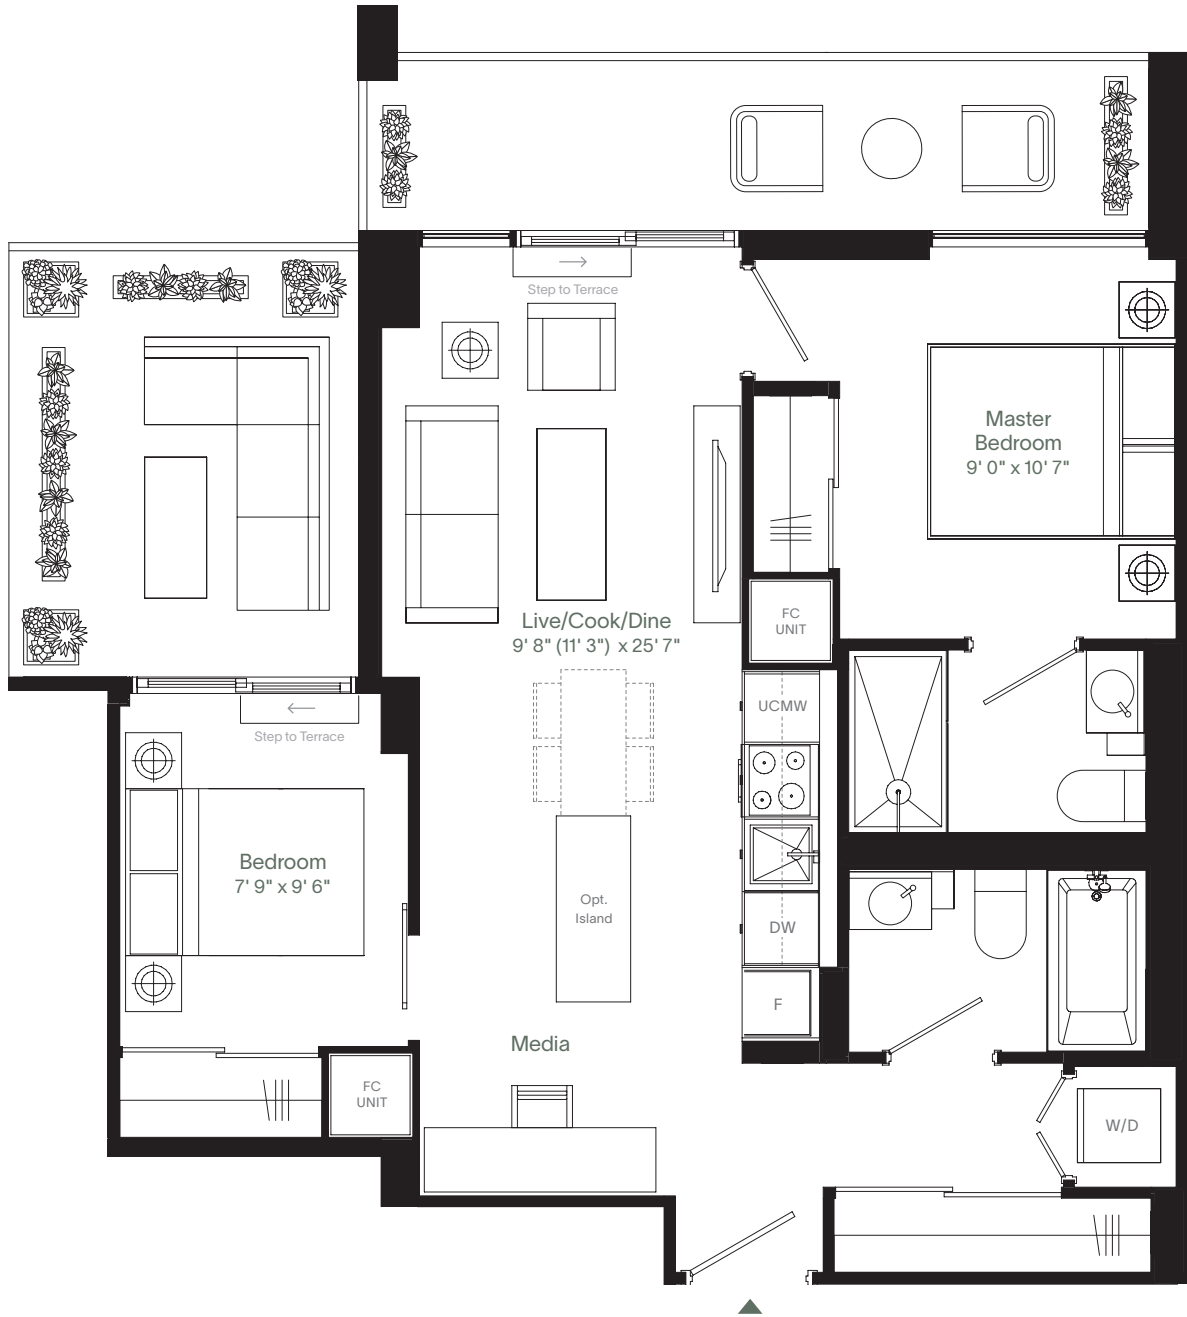 Step to Terrace
Master
Bedroom
9' 0" x 10' 7"
FC
UNIT
Live/Cook/Dine
9' 8" (11' 3") x 25' 7"
UCMW
Step to Terrace
Bedroom
7' 9" x 9' 6"
Opt.
Island
DW
F
Media
FC
UNIT
W/D